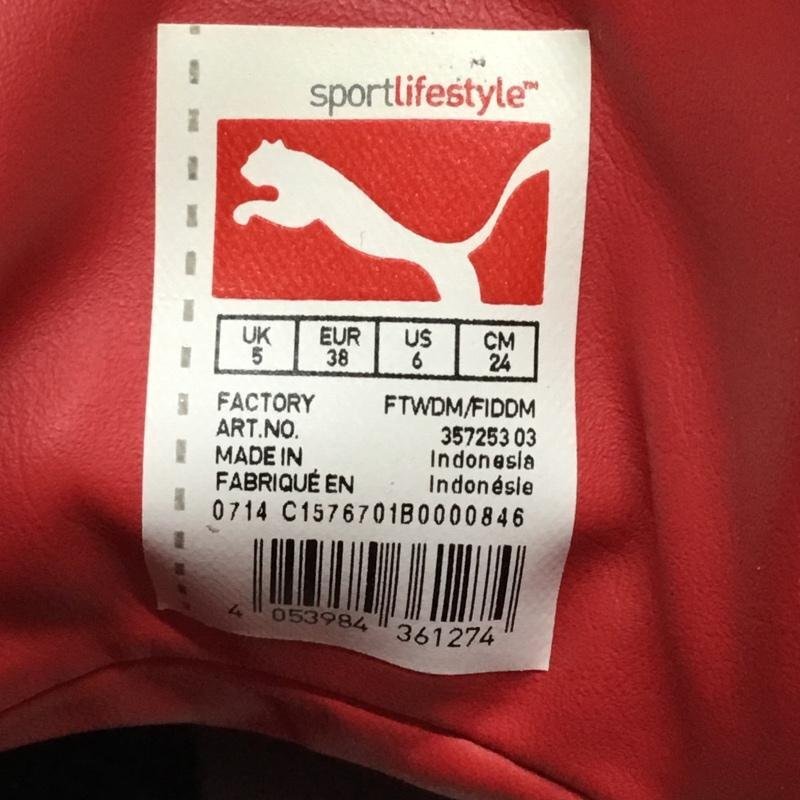 sportlifestyle™
UK EUR US CM
5 38 6 24
FACTORY FTWDM/FIDDM
ART.NO. 357253 03
MADE IN Indonesia
FABRIQUÉ EN Indonésie
0714 C1576701B0000846
4 053984 361274